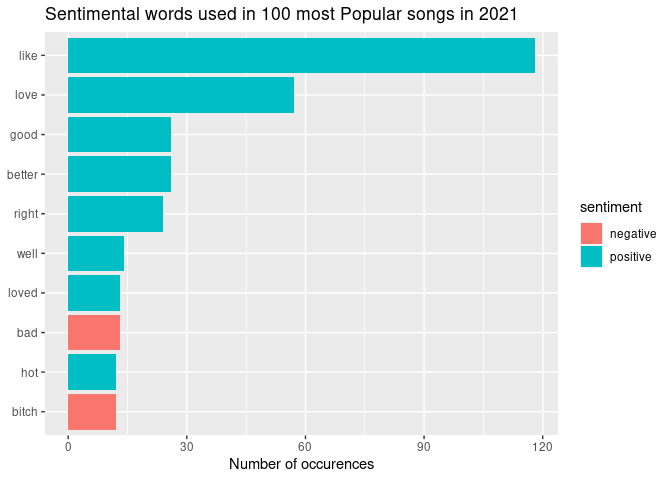 Sentimental words used in 100 most Popular songs in 2021
like
love
good
better
right
well
loved
bad
hot
bitch
0 30 60 90 120
Number of occurences
sentiment
negative
positive